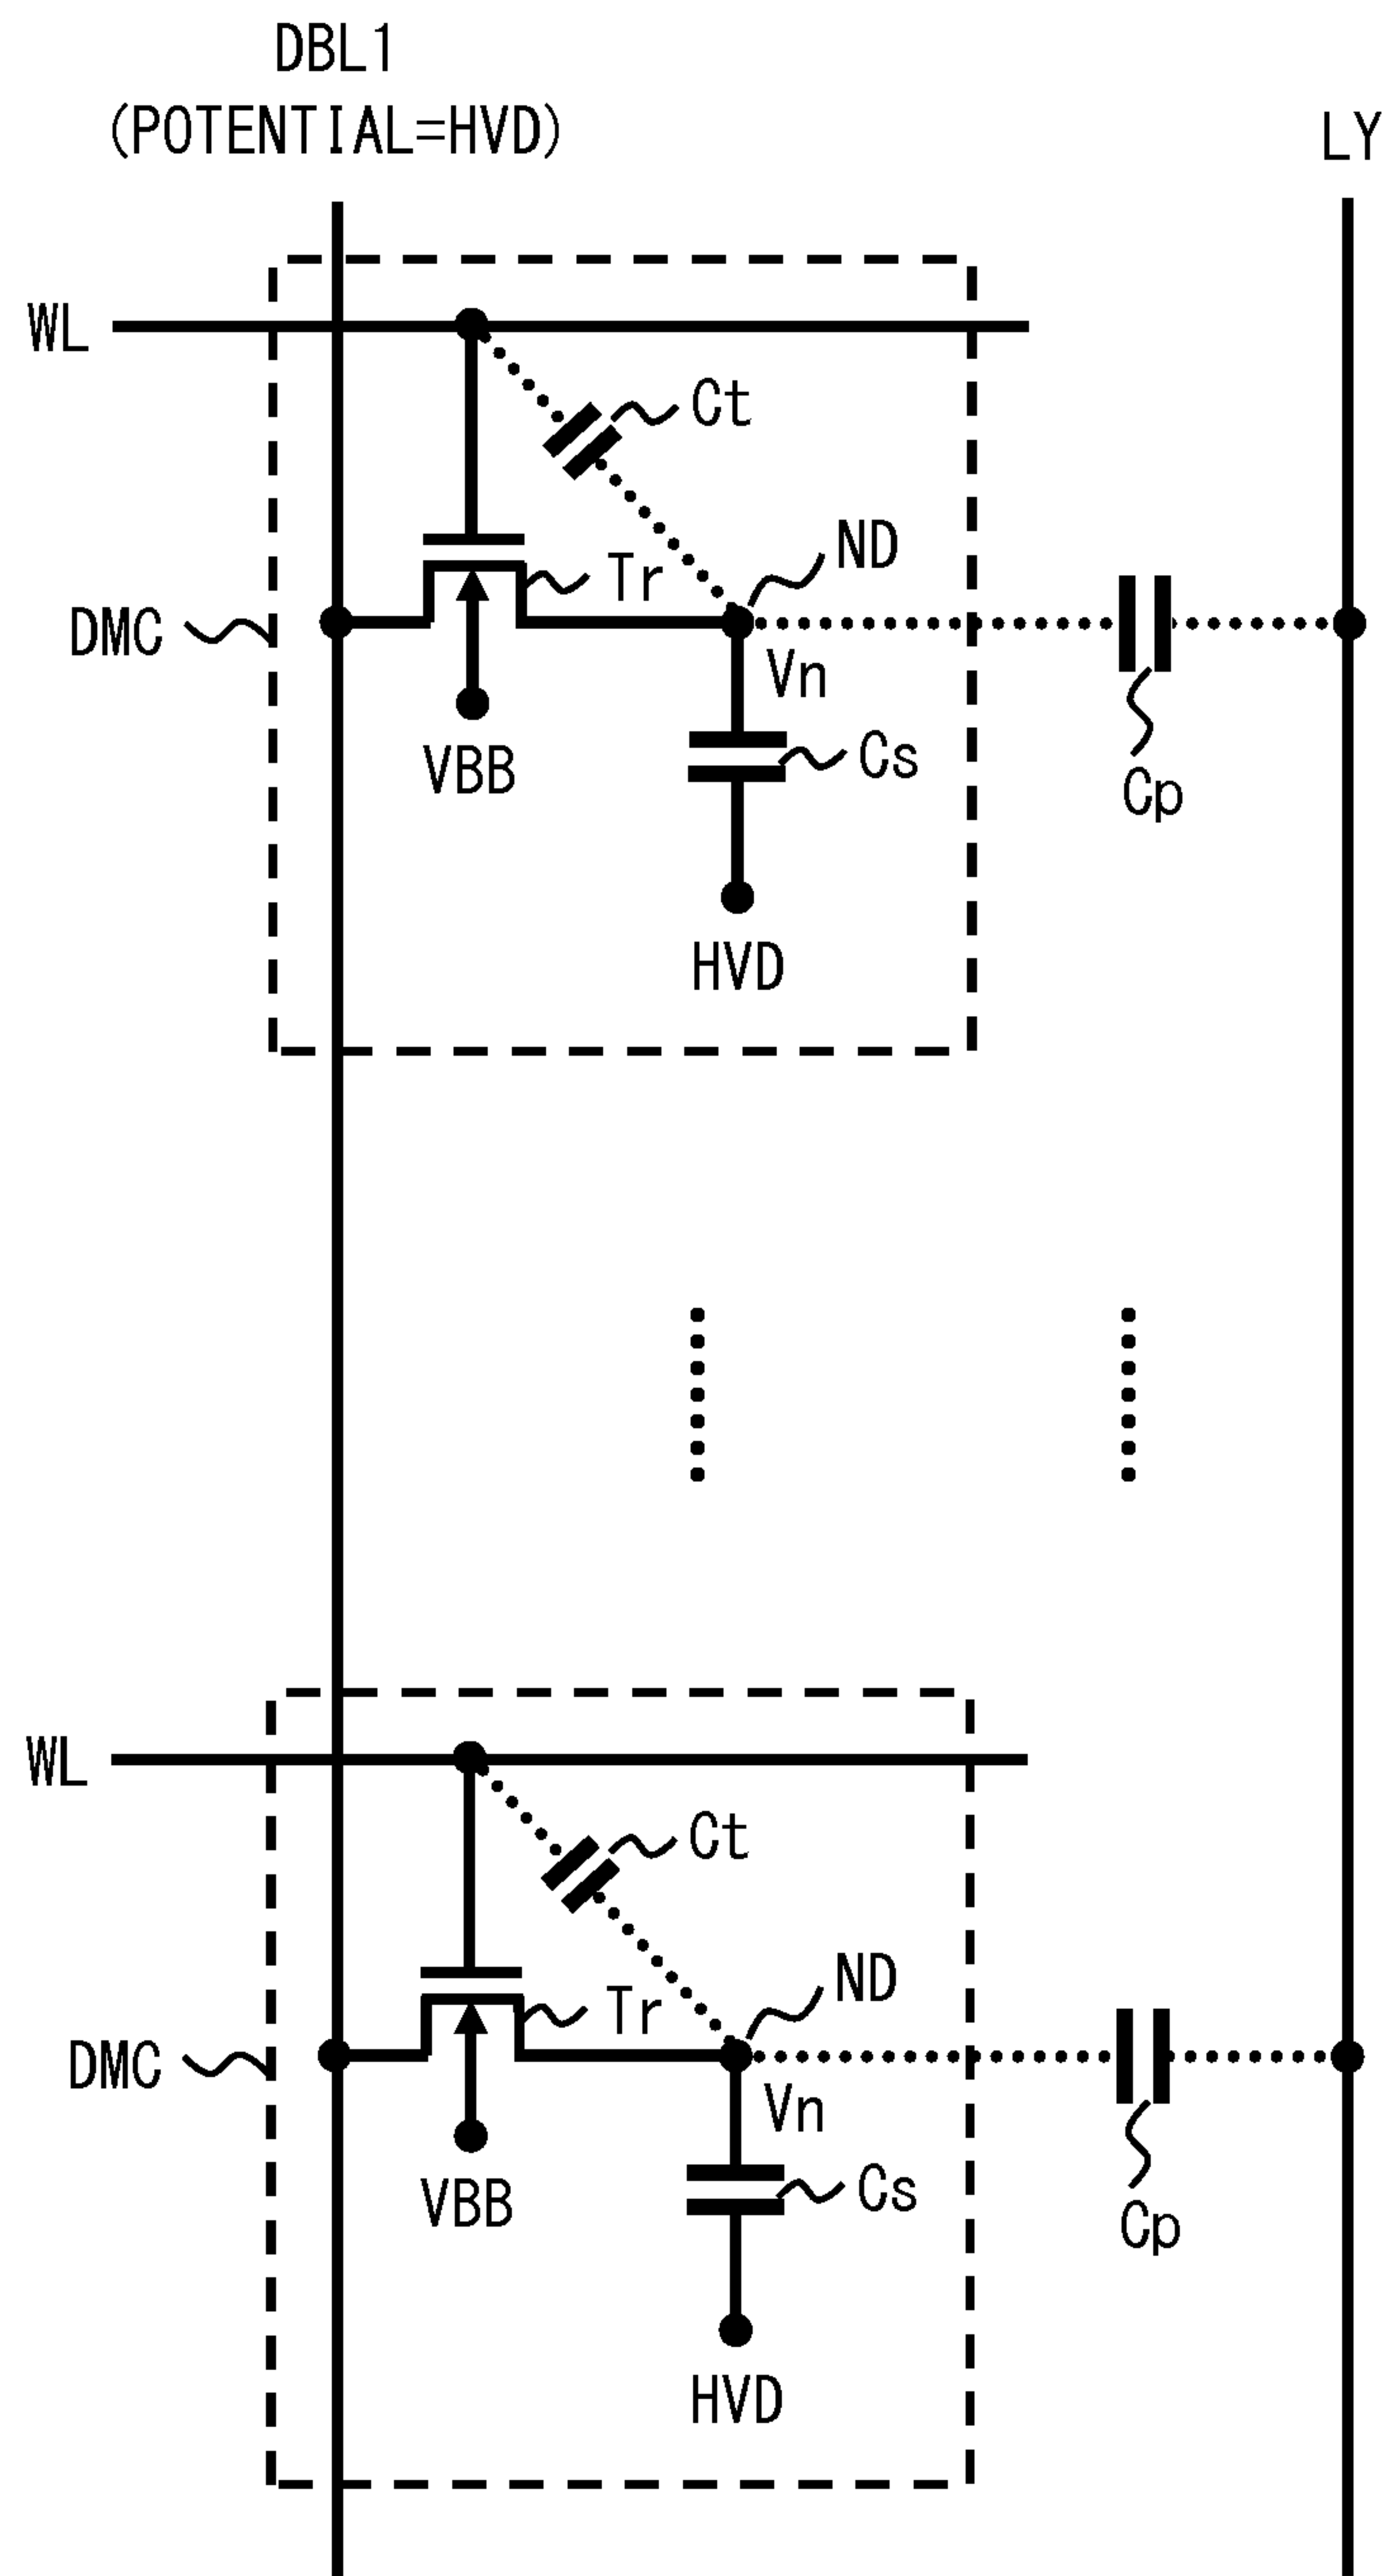 DBL1
(POTENTIAL=HVD)
LY
WL
Ct
ND
Tr
DMC
Vn
VBB
Cs
Cp
HVD
WL
Ct
ND
Tr
DMC
Vn
VBB
Cs
Cp
HVD